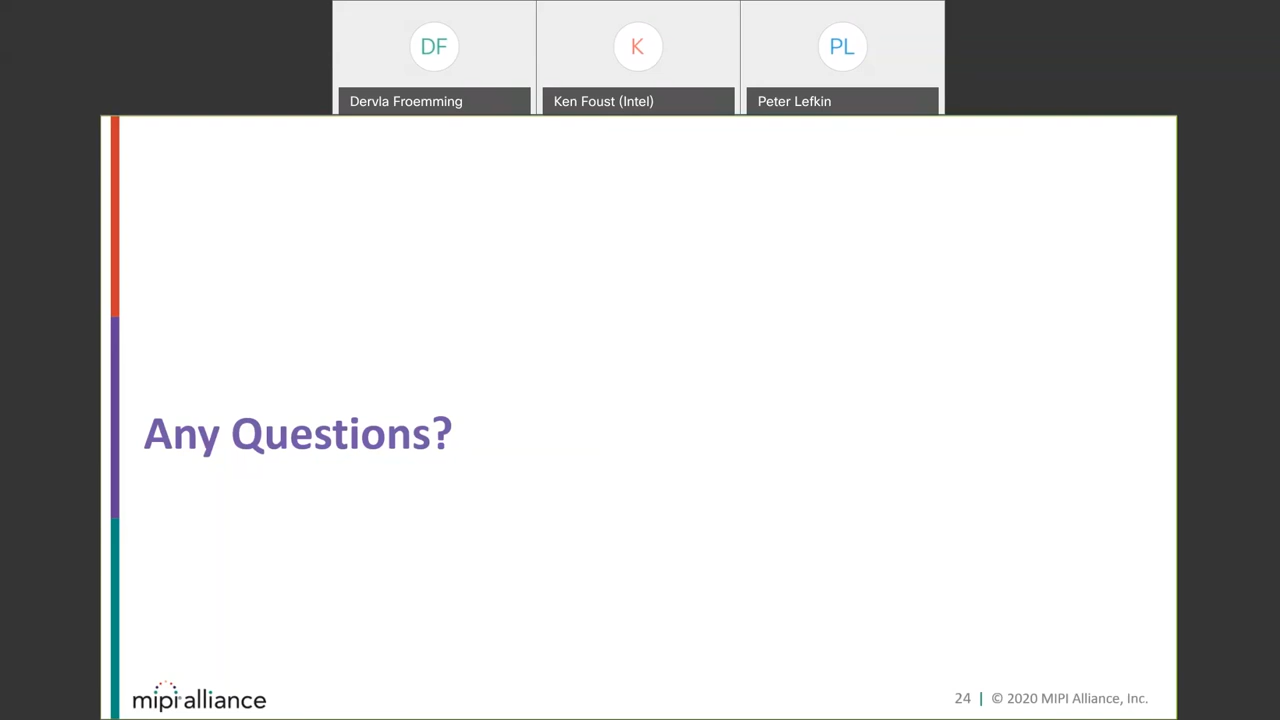 DF
K
PL
Dervla Froemming
Ken Foust (Intel)
Peter Lefkin
Any Questions?
mipi alliance
24 | © 2020 MIPI Alliance, Inc.